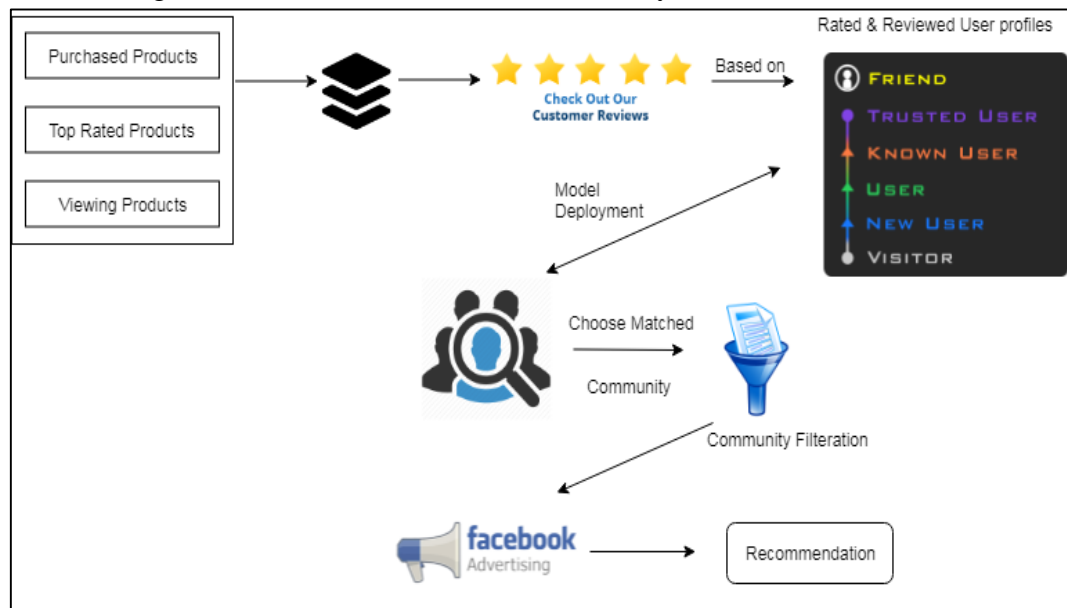 Rated & Reviewed User profiles
Purchased Products
Top Rated Products
Viewing Products
Check Out Our
Customer Reviews
Based on
FRIEND
TRUSTED USER
KNOWN USER
USER
NEW USER
VISITOR
Model
Deployment
Choose Matched
Community
Community Filteration
facebook
Advertising
Recommendation